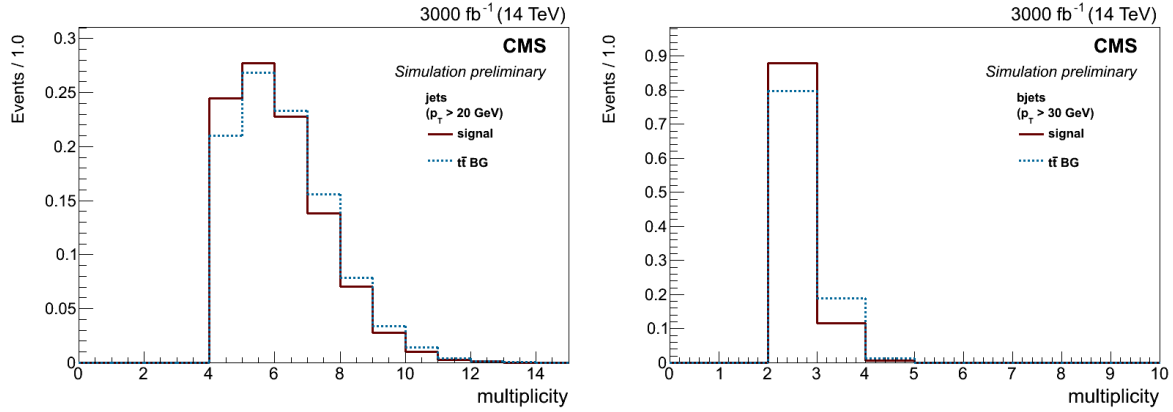 3000 fb⁻¹ (14 TeV)
CMS
Simulation preliminary
jets
(p_T > 20 GeV)
signal
tt̄ BG
Events / 1.0
0.3
0.25
0.2
0.15
0.1
0.05
0
0 2 4 6 8 10 12 14
multiplicity
3000 fb⁻¹ (14 TeV)
CMS
Simulation preliminary
bjets
(p_T > 30 GeV)
signal
tt̄ BG
Events / 1.0
0.9
0.8
0.7
0.6
0.5
0.4
0.3
0.2
0.1
0
0 1 2 3 4 5 6 7 8 9 10
multiplicity